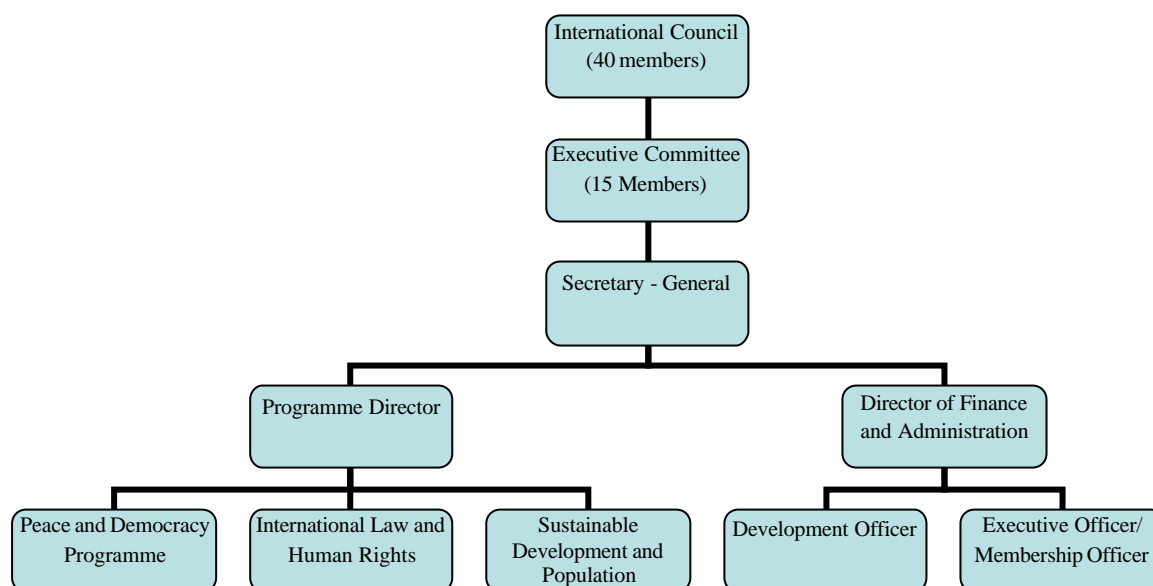 International Council
(40 members)
Executive Committee
(15 Members)
Secretary - General
Programme Director
Director of Finance
and Administration
Peace and Democracy
Programme
International Law and
Human Rights
Sustainable
Development and
Population
Development Officer
Executive Officer/
Membership Officer